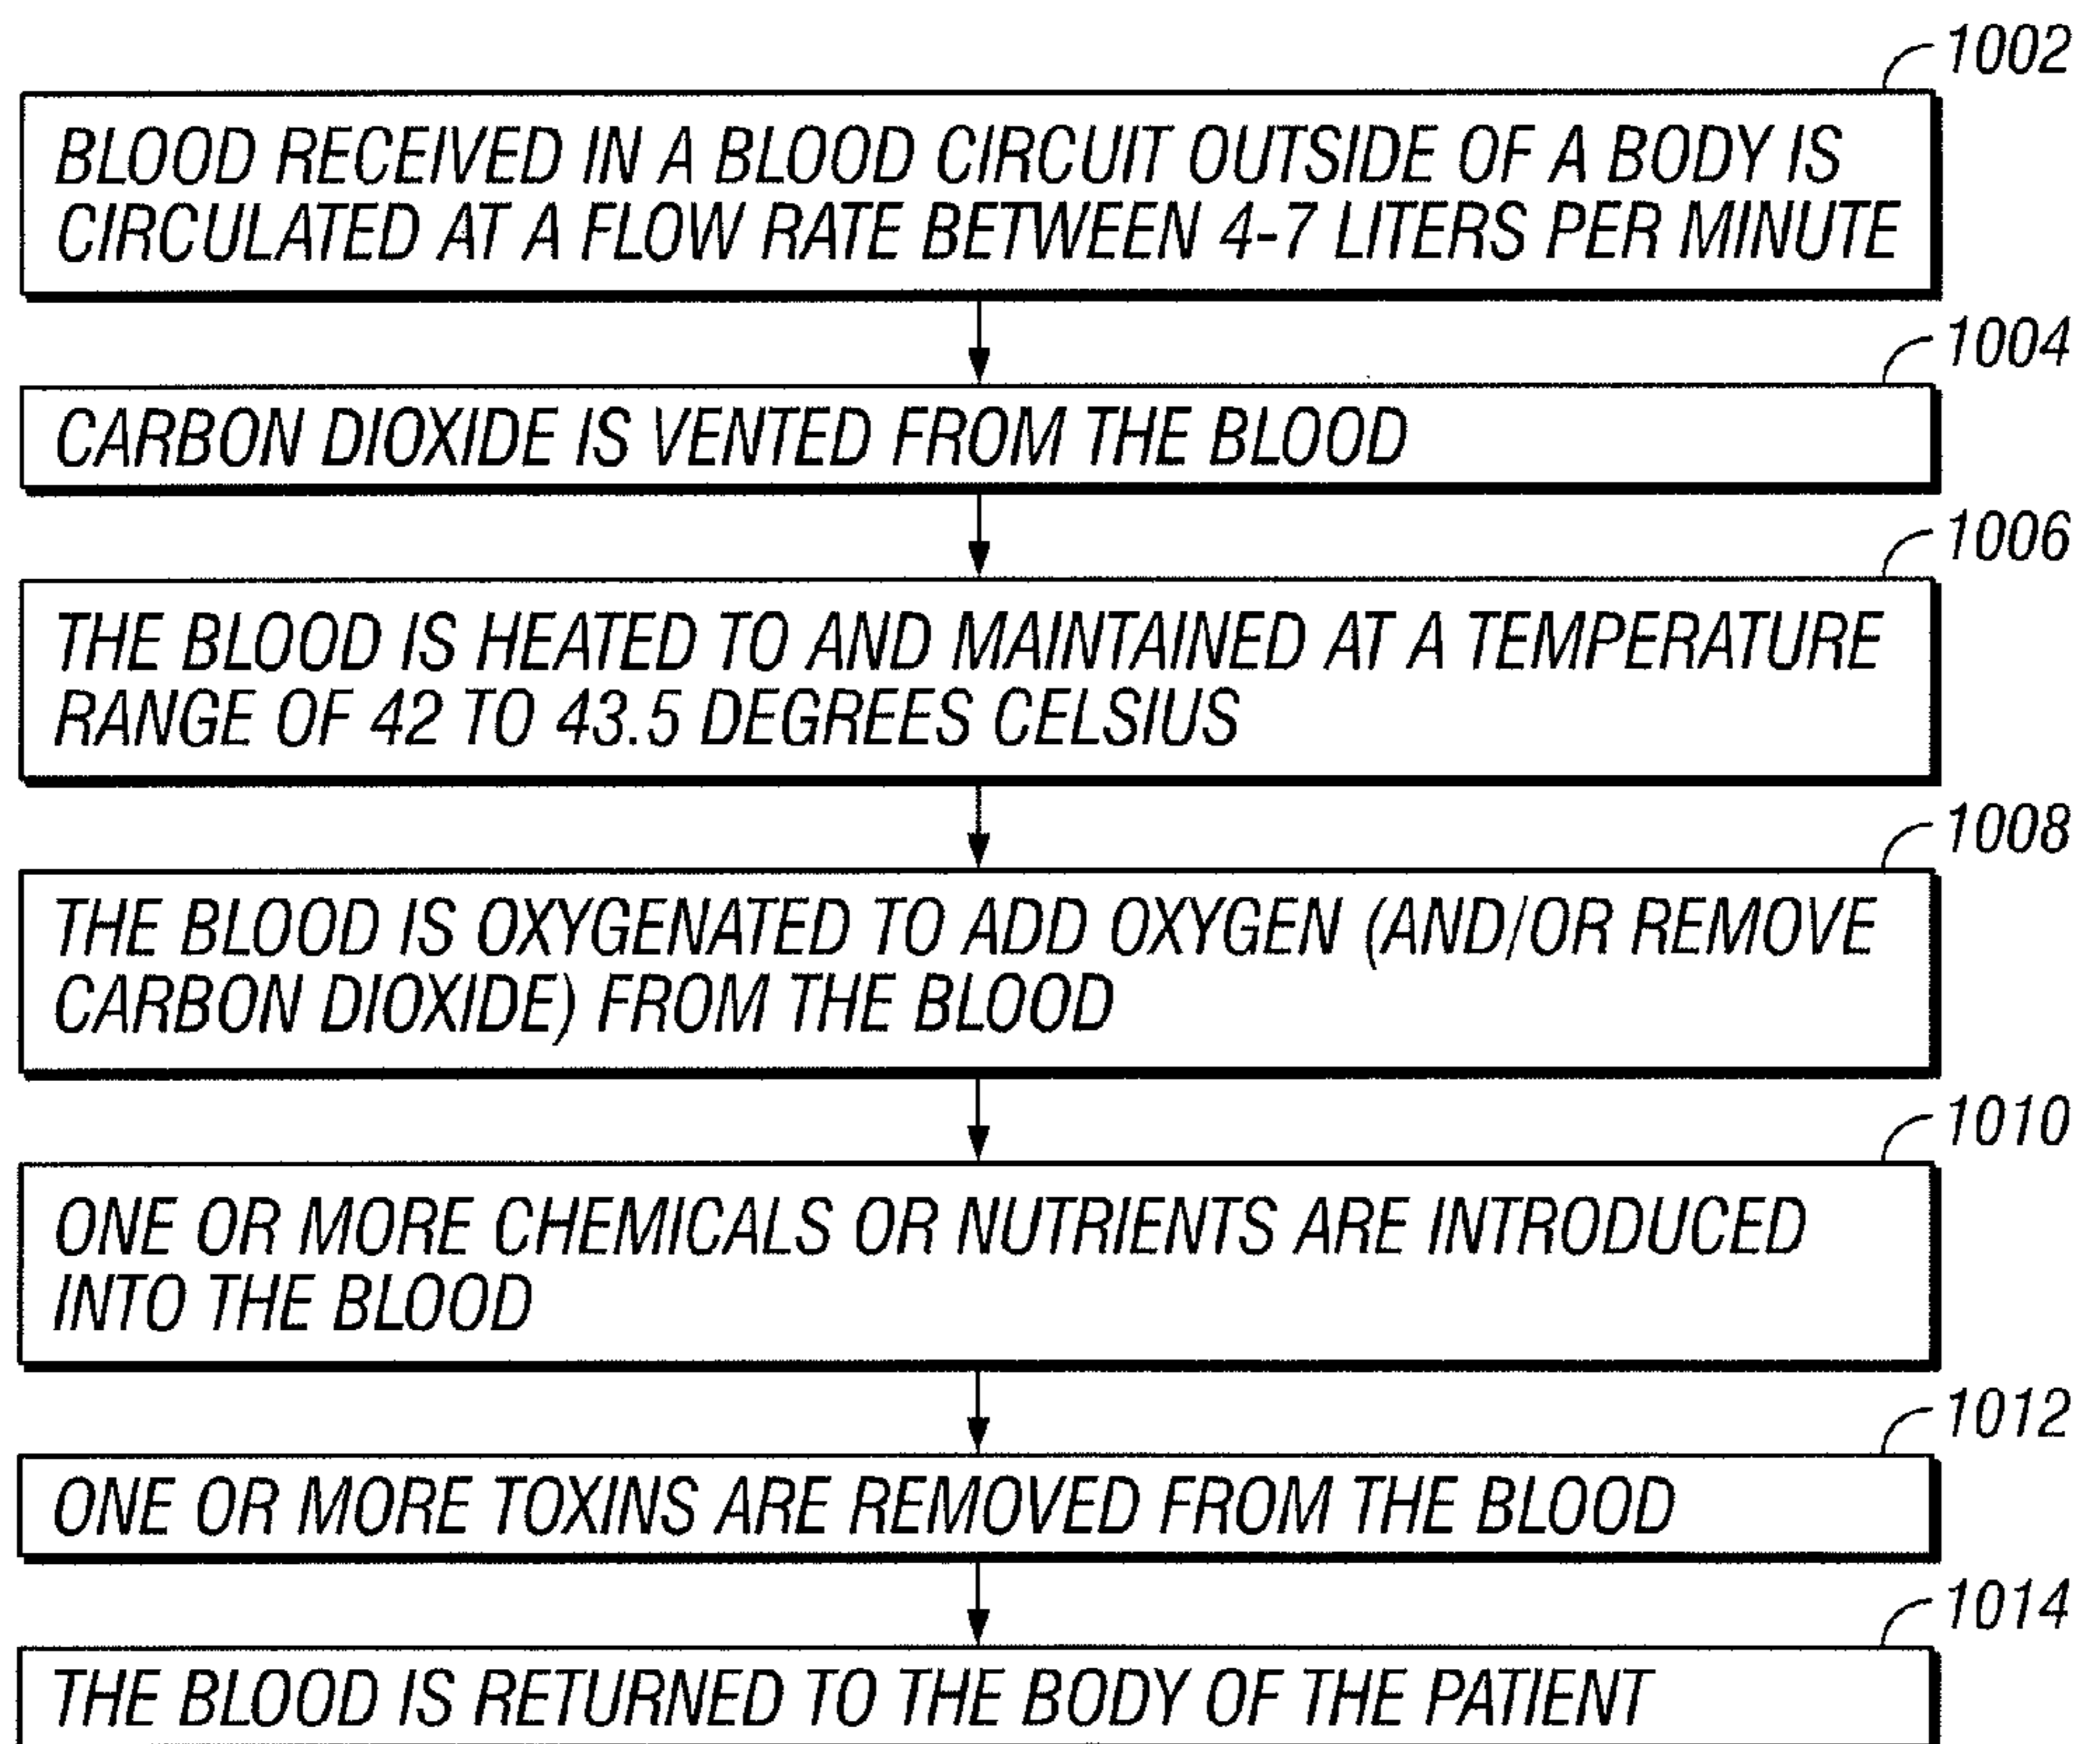 1002
BLOOD RECEIVED IN A BLOOD CIRCUIT OUTSIDE OF A BODY IS
CIRCULATED AT A FLOW RATE BETWEEN 4-7 LITERS PER MINUTE
1004
CARBON DIOXIDE IS VENTED FROM THE BLOOD
1006
THE BLOOD IS HEATED TO AND MAINTAINED AT A TEMPERATURE
RANGE OF 42 TO 43.5 DEGREES CELSIUS
1008
THE BLOOD IS OXYGENATED TO ADD OXYGEN (AND/OR REMOVE
CARBON DIOXIDE) FROM THE BLOOD
1010
ONE OR MORE CHEMICALS OR NUTRIENTS ARE INTRODUCED
INTO THE BLOOD
1012
ONE OR MORE TOXINS ARE REMOVED FROM THE BLOOD
1014
THE BLOOD IS RETURNED TO THE BODY OF THE PATIENT